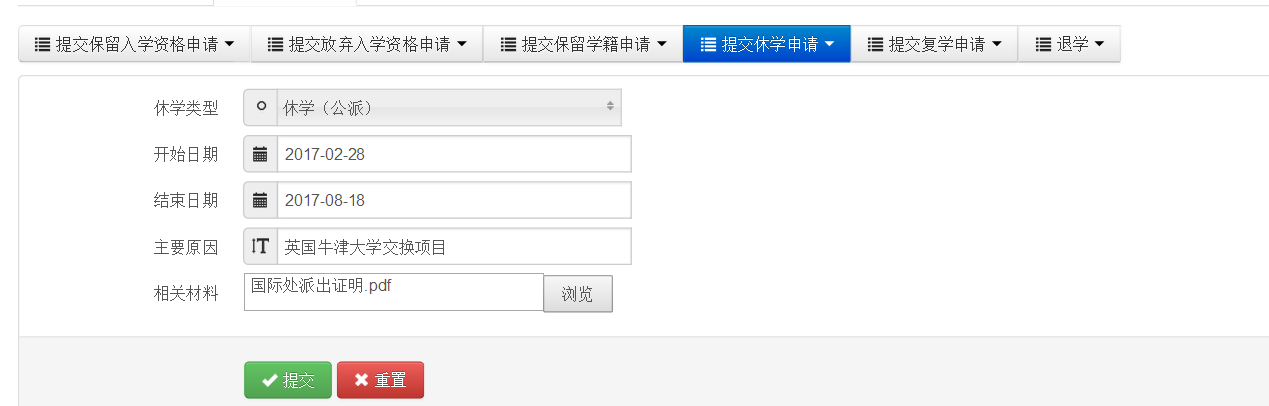 提交保留入学资格申请 提交放弃入学资格申请 提交保留学籍申请 提交休学申请 提交复学申请 退学
休学类型 休学（公派）
开始日期 2017-02-28
结束日期 2017-08-18
主要原因 英国牛津大学交换项目
相关材料 国际处派出证明.pdf 浏览
提交 重置